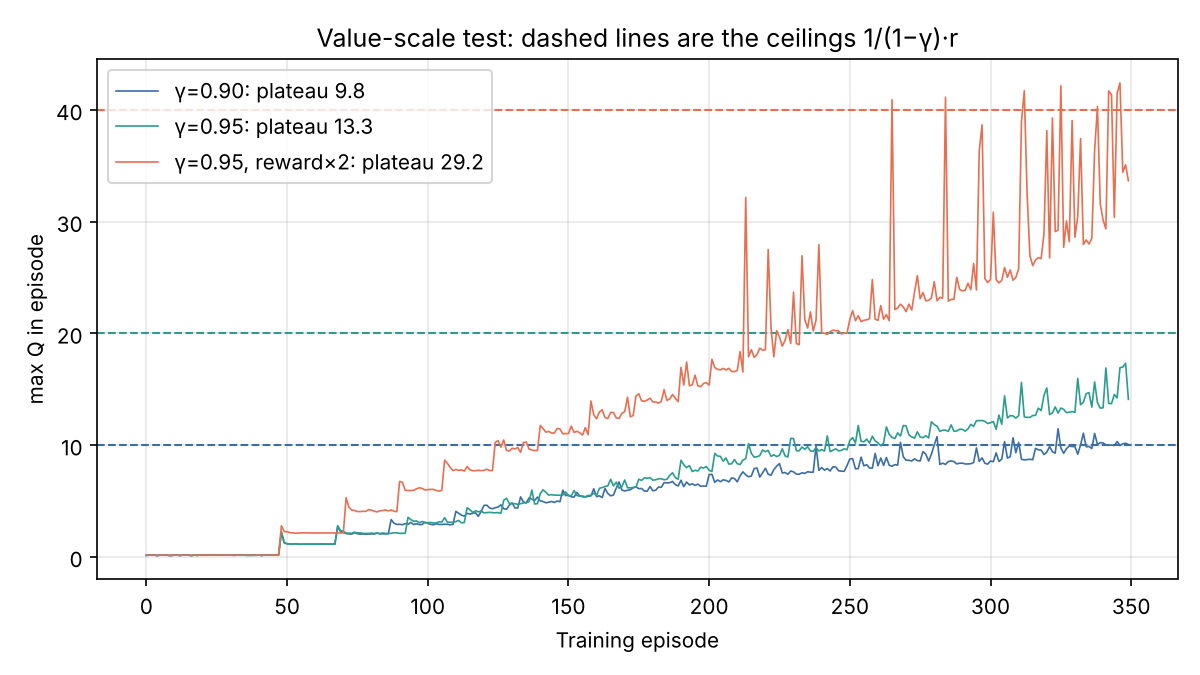 Value-scale test: dashed lines are the ceilings 1/(1−γ)·r
γ=0.90: plateau 9.8
γ=0.95: plateau 13.3
γ=0.95, reward×2: plateau 29.2
max Q in episode
40
30
20
10
0
0 50 100 150 200 250 300 350
Training episode